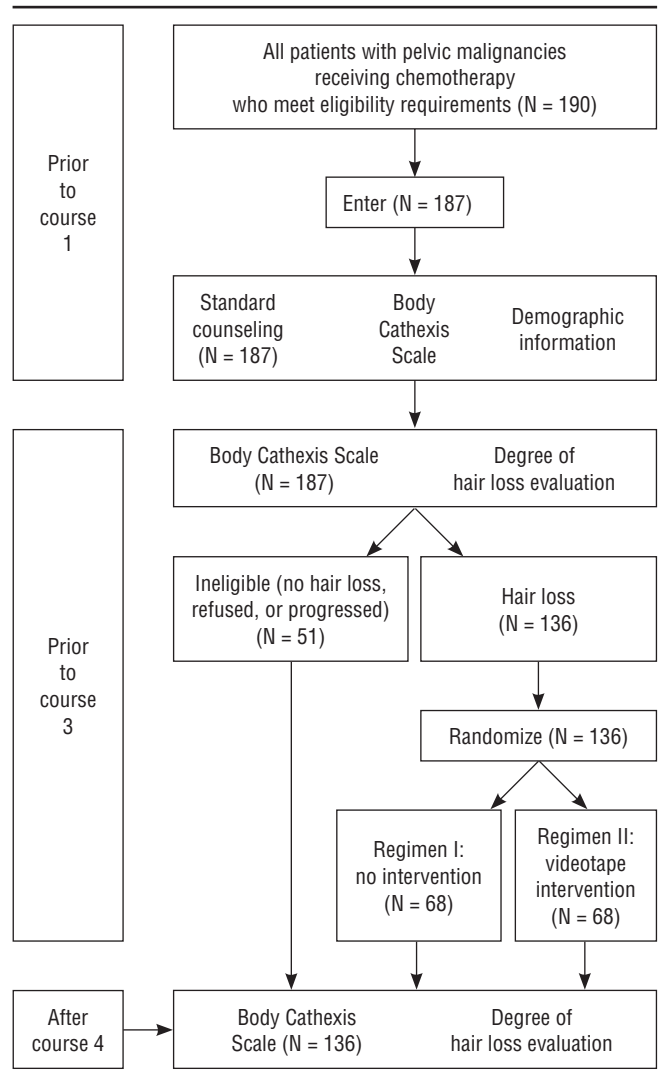 All patients with pelvic malignancies
receiving chemotherapy
who meet eligibility requirements (N = 190)
Prior
to
course
1
Enter (N = 187)
Standard
counseling
(N = 187)
Body
Cathexis
Scale
Demographic
information
Body Cathexis Scale
(N = 187)
Degree of
hair loss evaluation
Ineligible (no hair loss,
refused, or progressed)
(N = 51)
Hair loss
(N = 136)
Prior
to
course
3
Randomize (N = 136)
Regimen I:
no intervention
(N = 68)
Regimen II:
videotape
intervention
(N = 68)
After
course 4
Body Cathexis
Scale (N = 136)
Degree of
hair loss evaluation